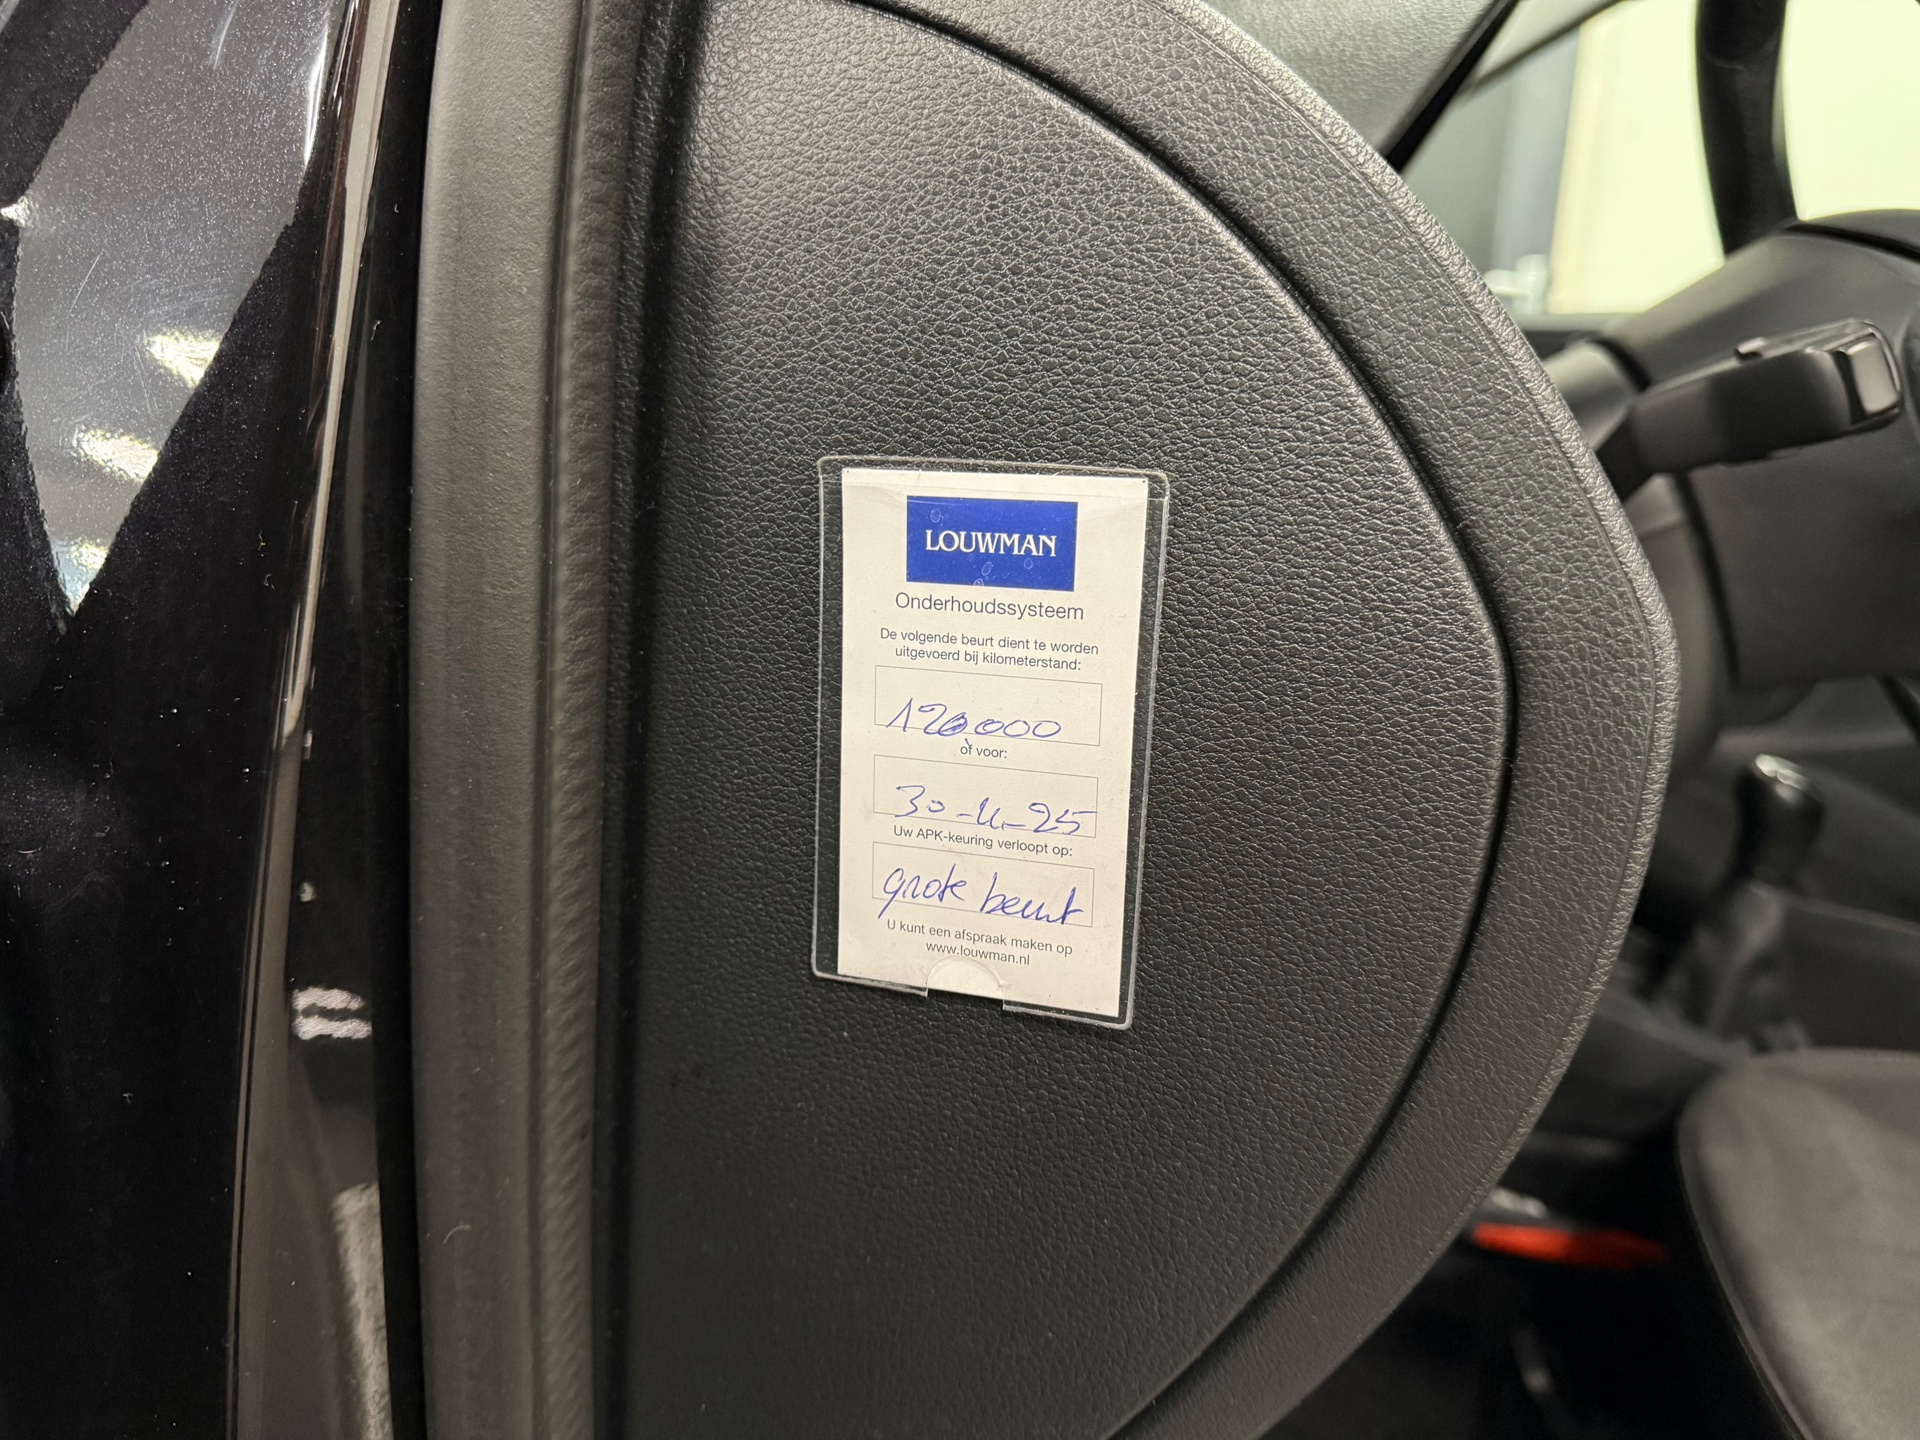 LOUWMAN
Onderhoudssysteem
De volgende beurt dient te worden
uitgevoerd bij kilometerstand:
120000
of voor:
30-4-25
Uw APK-keuring verloopt op:
grote beurt
U kunt een afspraak maken op
www.louwman.nl